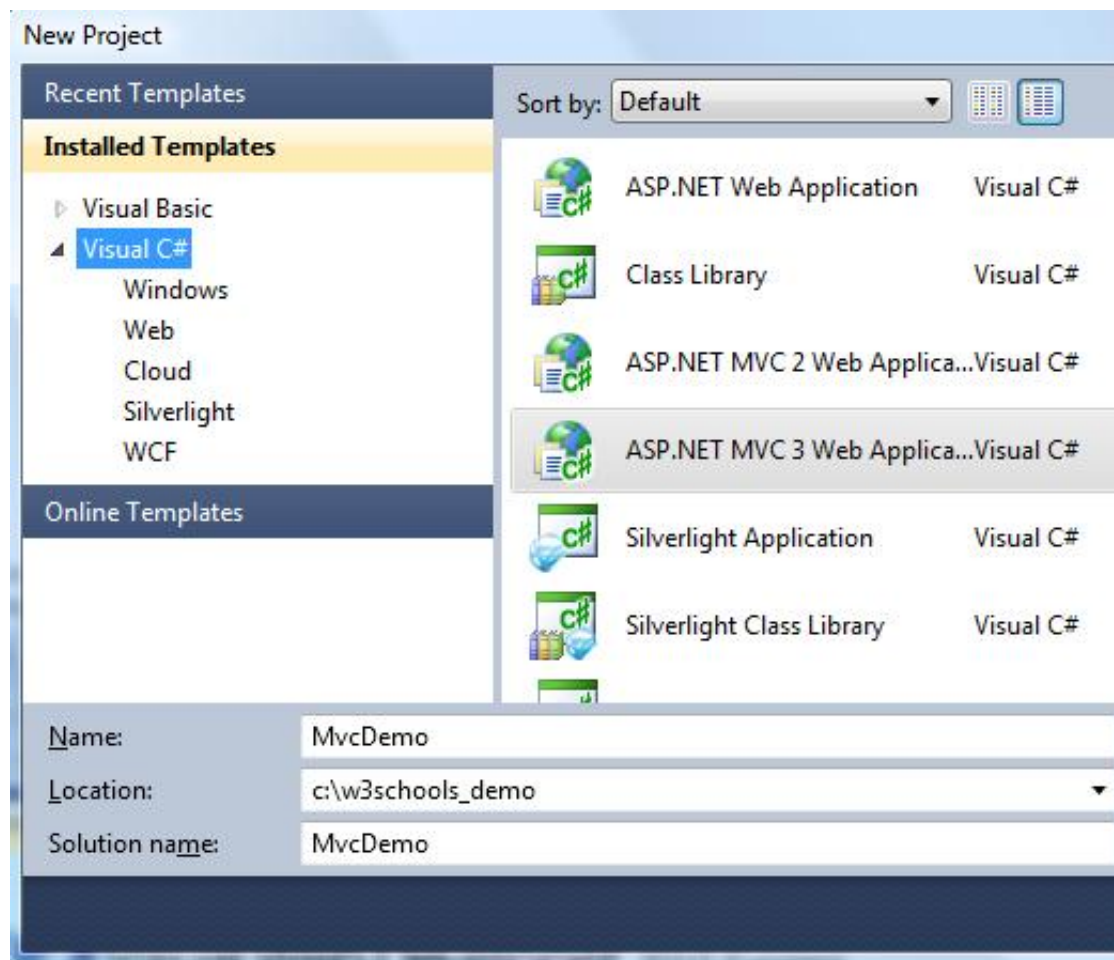 New Project
Recent Templates
Installed Templates
Visual Basic
Visual C#
Windows
Web
Cloud
Silverlight
WCF
Online Templates
Sort by: Default
ASP.NET Web Application Visual C#
Class Library Visual C#
ASP.NET MVC 2 Web Applica...Visual C#
ASP.NET MVC 3 Web Applica...Visual C#
Silverlight Application Visual C#
Silverlight Class Library Visual C#
Name: MvcDemo
Location: c:\w3schools_demo
Solution name: MvcDemo